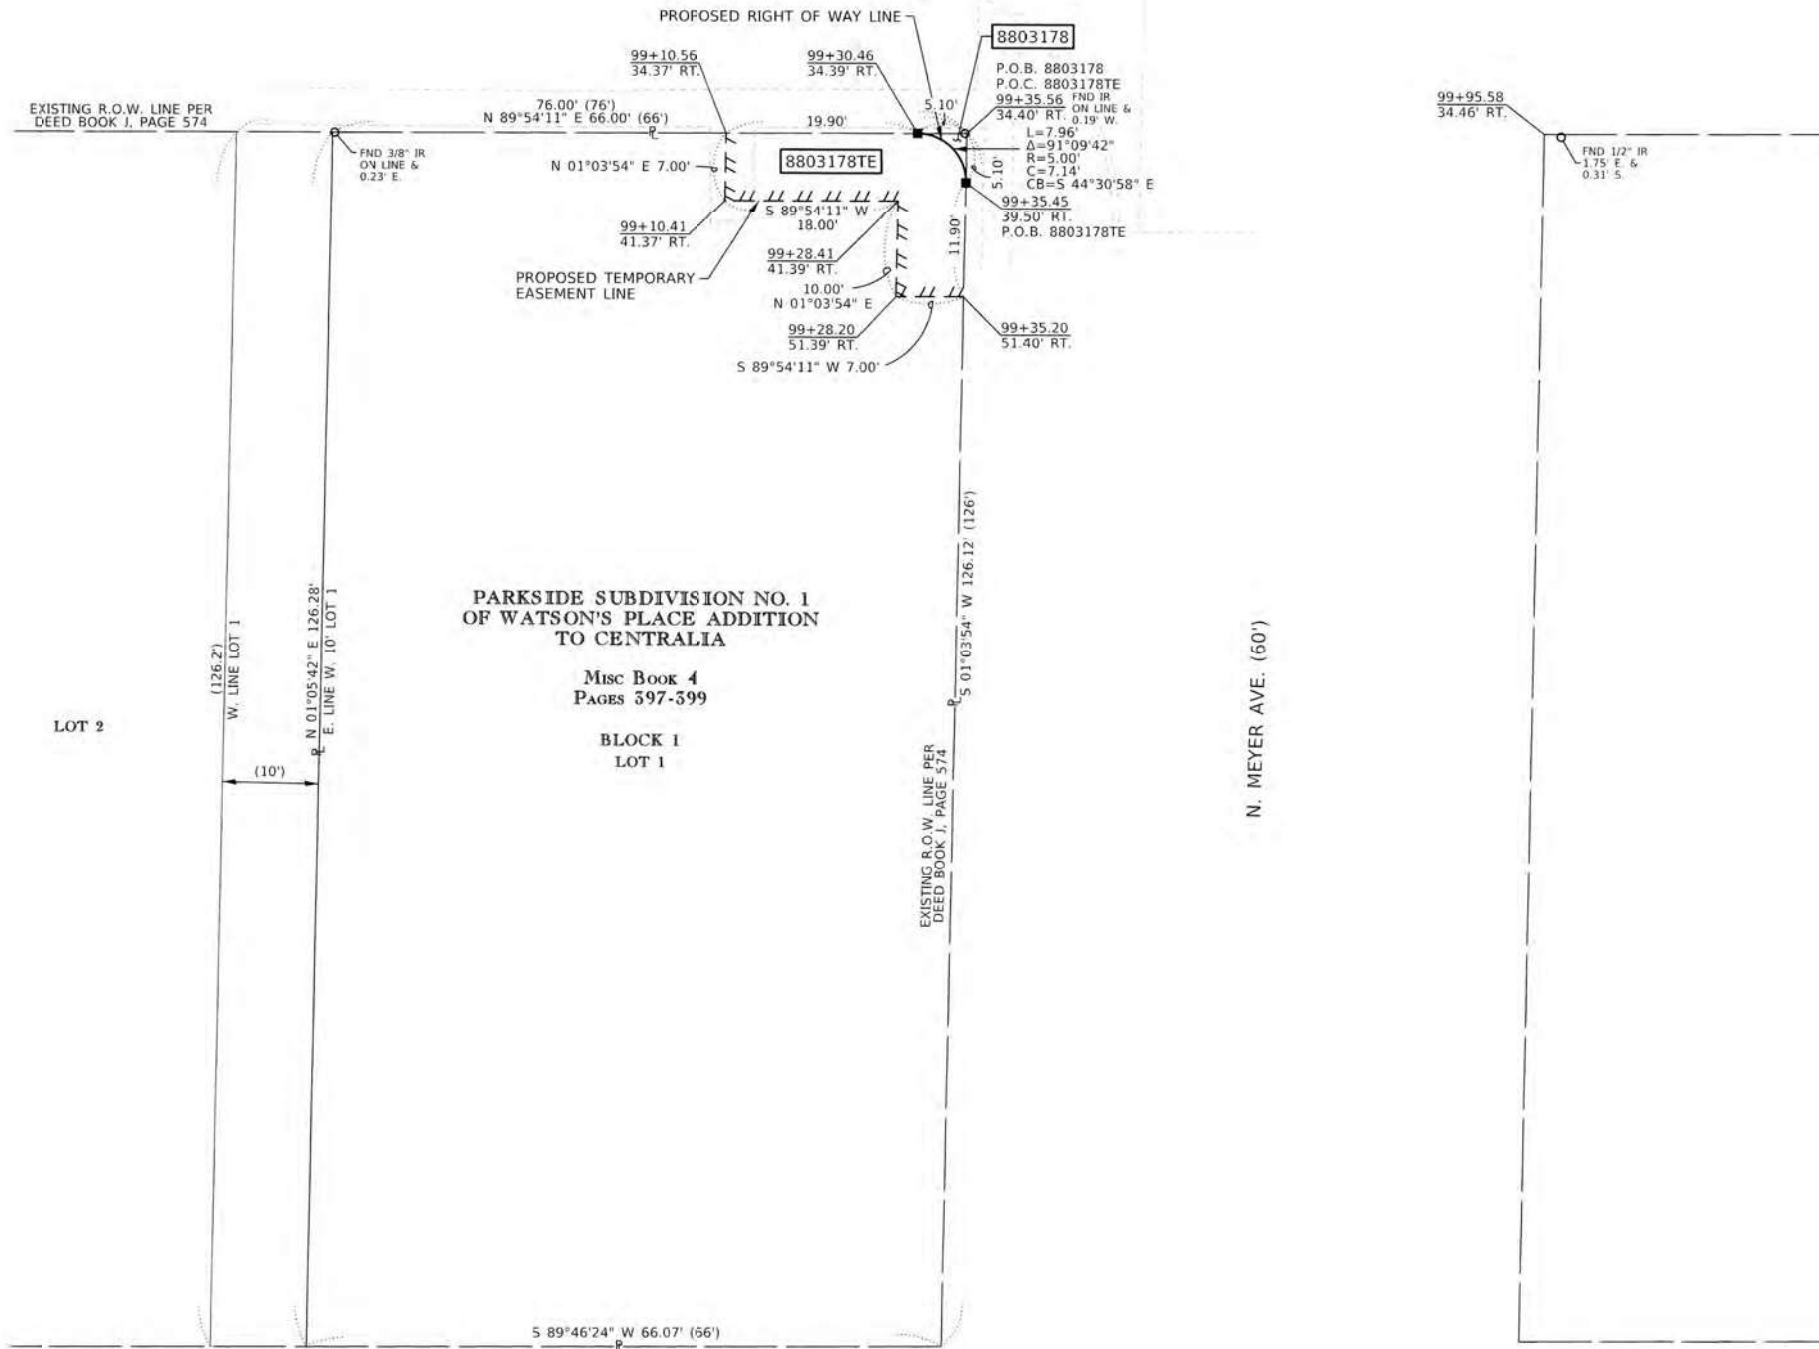 PROPOSED RIGHT OF WAY LINE
8803178
99+10.56
34.37' RT.
99+30.46
34.39' RT.
P.O.B. 8803178
P.O.C. 8803178TE
99+35.56
34.40' RT.
FND IR
ON LINE &
0.19' W.
L=7.96'
Δ=91°09'42"
R=5.00'
C=7.14'
CB=S 44°30'58" E
99+35.45
39.50' RT.
P.O.B. 8803178TE
99+95.58
34.46' RT.
FND 1/2" IR
1.75' E. &
0.31' S.
EXISTING R.O.W. LINE PER
DEED BOOK J, PAGE 574
76.00' (76')
N 89°54'11" E 66.00' (66')
19.90'
5.10'
5.10'
FND 3/8" IR
ON LINE &
0.23' E.
N 01°03'54" E 7.00'
8803178TE
S 89°54'11" W
18.00'
99+10.41
41.37' RT.
99+28.41
41.39' RT.
11.90'
PROPOSED TEMPORARY
EASEMENT LINE
10.00'
N 01°03'54" E
99+28.20
51.39' RT.
99+35.20
51.40' RT.
S 89°54'11" W 7.00'
S 01°03'54" W 126.12' (126')
PARKSIDE SUBDIVISION NO. 1
OF WATSON'S PLACE ADDITION
TO CENTRALIA
MISC BOOK 4
PAGES 397-399
BLOCK 1
LOT 1
(126.2')
W. LINE LOT 1
N 01°05'42" E 126.28'
E. LINE W. 10' LOT 1
LOT 2
(10')
EXISTING R.O.W. LINE PER
DEED BOOK J, PAGE 574
N. MEYER AVE. (60')
S 89°46'24" W 66.07' (66')